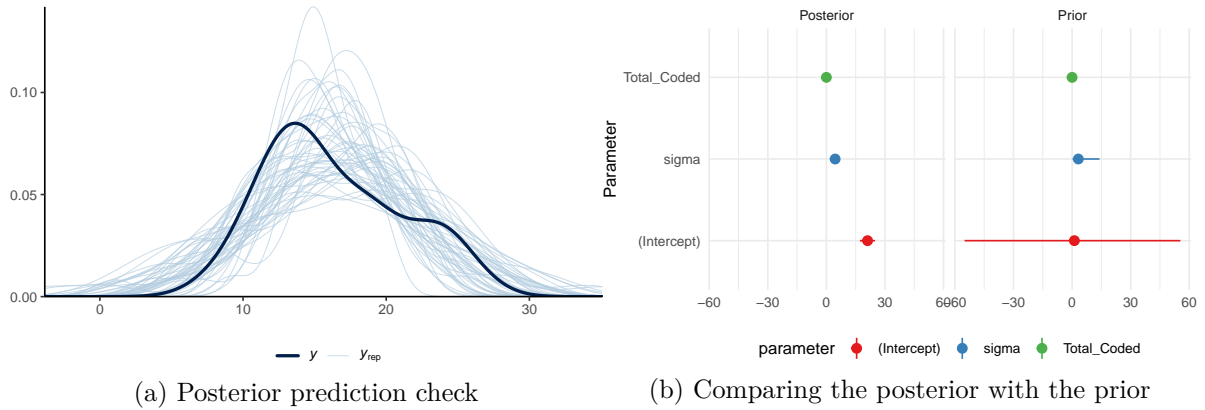 0.10
0.05
0.00
0 10 20 30
y yrep
(a) Posterior prediction check
Posterior Prior
Parameter
Total_Coded
sigma
(Intercept)
−60 −30 0 30 60 −60 −30 0 30 60
parameter (Intercept) sigma Total_Coded
(b) Comparing the posterior with the prior